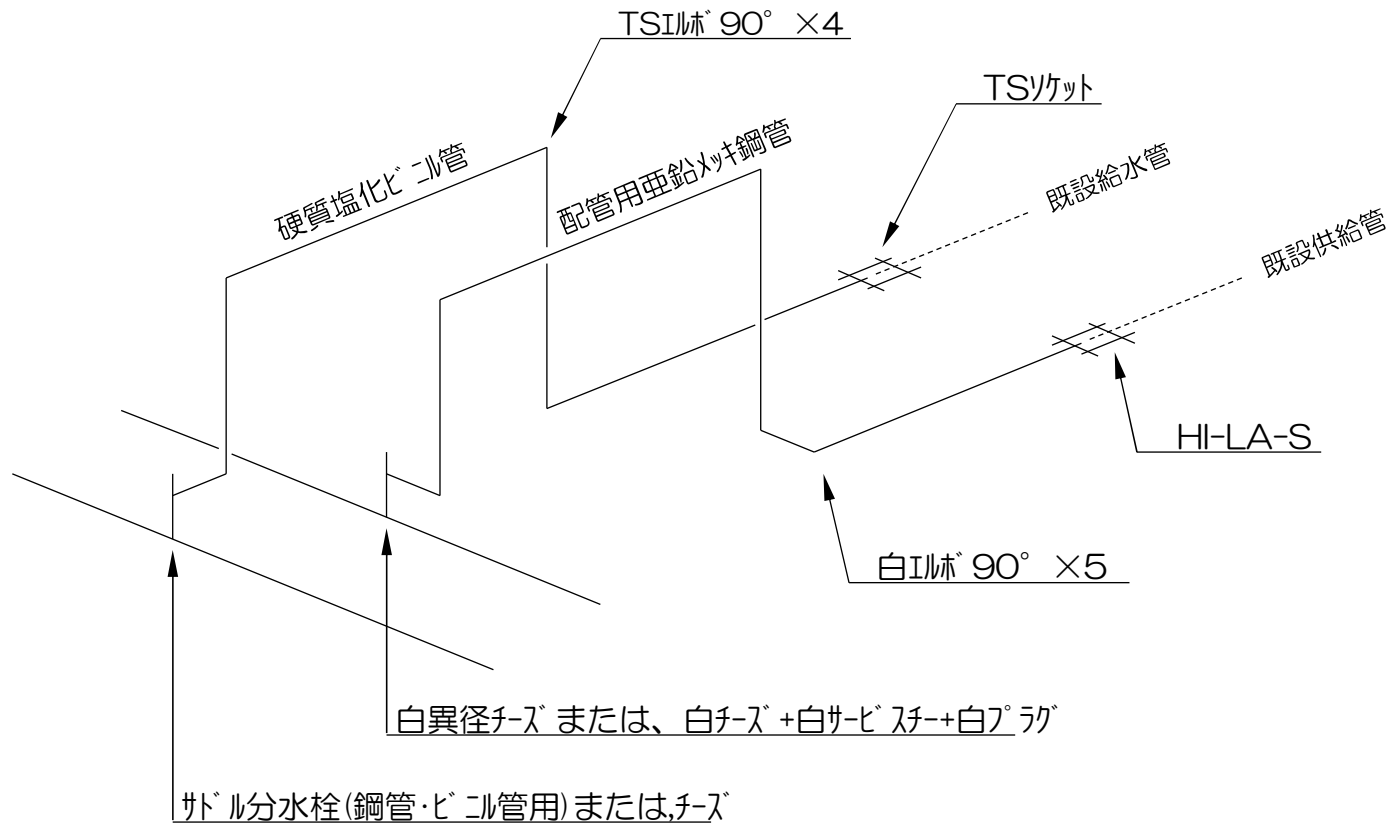 TSｴﾙﾎﾞ90° ×4
TSｿｹｯﾄ
硬質塩化ﾋﾞﾆﾙ管
配管用亜鉛ﾒｯｷ鋼管
既設給水管
既設供給管
HI-LA-S
白ｴﾙﾎﾞ90° ×5
白異径ﾁｰｽﾞまたは、白ﾁｰｽﾞ+白ｻｰﾋﾞｽﾁｰ+白ﾌﾟﾗｸﾞ
ｻﾄﾞﾙ分水栓(鋼管･ﾋﾞﾆﾙ管用)または,ﾁｰｽﾞ